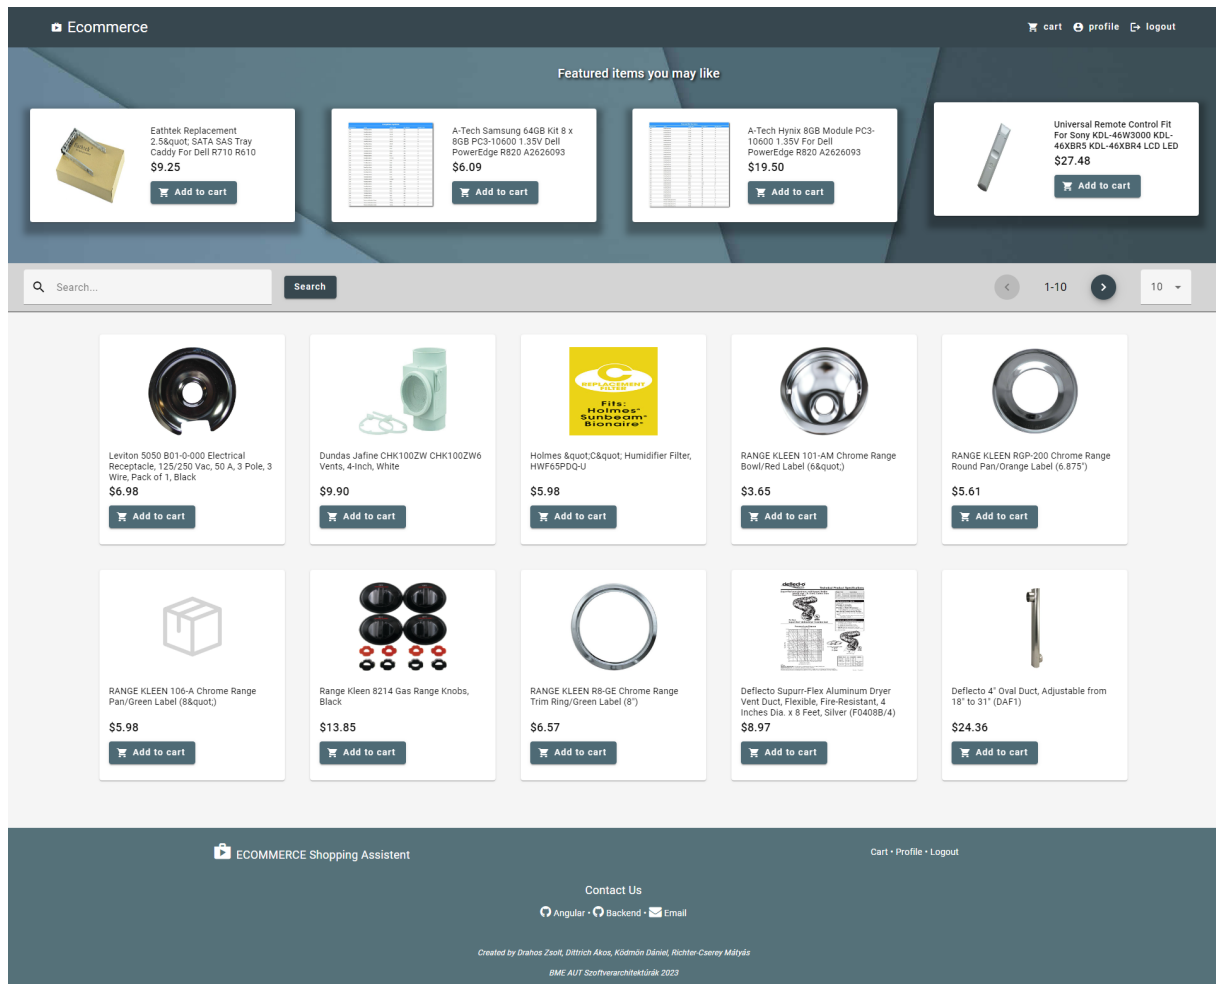 Ecommerce
cart profile logout
Featured items you may like
Eathtek Replacement
2.5&quot; SATA SAS Tray
Caddy For Dell R710 R610
$9.25
Add to cart
A-Tech Samsung 64GB Kit 8 x
8GB PC3-10600 1.35V Dell
PowerEdge R820 A2626093
$6.09
Add to cart
A-Tech Hynix 8GB Module PC3-
10600 1.35V For Dell
PowerEdge R820 A2626093
$19.50
Add to cart
Universal Remote Control Fit
For Sony KDL-46W3000 KDL-
46XBR5 KDL-46XBR4 LCD LED
$27.48
Add to cart
Search...
Search
1-10
10
Leviton 5050 B01-0-000 Electrical
Receptacle, 125/250 Vac, 50 A, 3 Pole, 3
Wire, Pack of 1, Black
$6.98
Add to cart
Dundas Jafine CHK100ZW CHK100ZW6
Vents, 4-Inch, White
$9.90
Add to cart
C
REPLACEMENT
FILTER
Fits:
Holmes*
Sunbeam*
Bionaire*
Holmes &quot;C&quot; Humidifier Filter,
HWF65PDQ-U
$5.98
Add to cart
RANGE KLEEN 101-AM Chrome Range
Bowl/Red Label (6&quot;)
$3.65
Add to cart
RANGE KLEEN RGP-200 Chrome Range
Round Pan/Orange Label (6.875")
$5.61
Add to cart
RANGE KLEEN 106-A Chrome Range
Pan/Green Label (8&quot;)
$5.98
Add to cart
Range Kleen 8214 Gas Range Knobs,
Black
$13.85
Add to cart
RANGE KLEEN R8-GE Chrome Range
Trim Ring/Green Label (8")
$6.57
Add to cart
deflect-o
Deflecto Supurr-Flex Aluminum Dryer
Vent Duct, Flexible, Fire-Resistant, 4
Inches Dia. x 8 Feet, Silver (F0408B/4)
$8.97
Add to cart
Deflecto 4" Oval Duct, Adjustable from
18" to 31" (DAF1)
$24.36
Add to cart
ECOMMERCE Shopping Assistent
Cart • Profile • Logout
Contact Us
Angular • Backend • Email
Created by Drahos Zsolt, Dittrich Ákos, Ködmön Dániel, Richter-Cserey Mátyás
BME AUT Szoftverarchitektúrák 2023